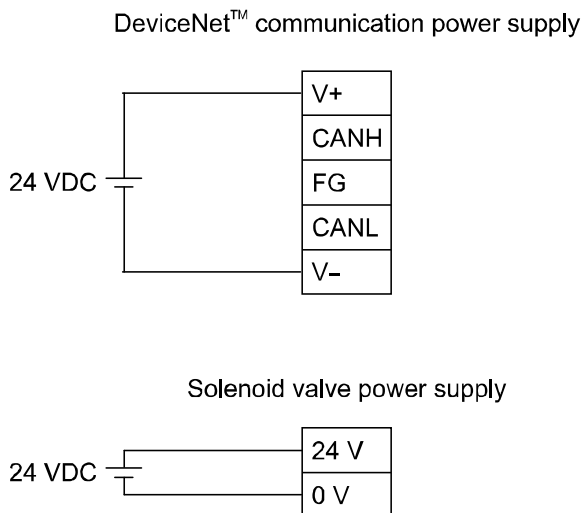 DeviceNet™ communication power supply
V+
CANH
24 VDC
FG
CANL
V–
Solenoid valve power supply
24 VDC
24 V
0 V